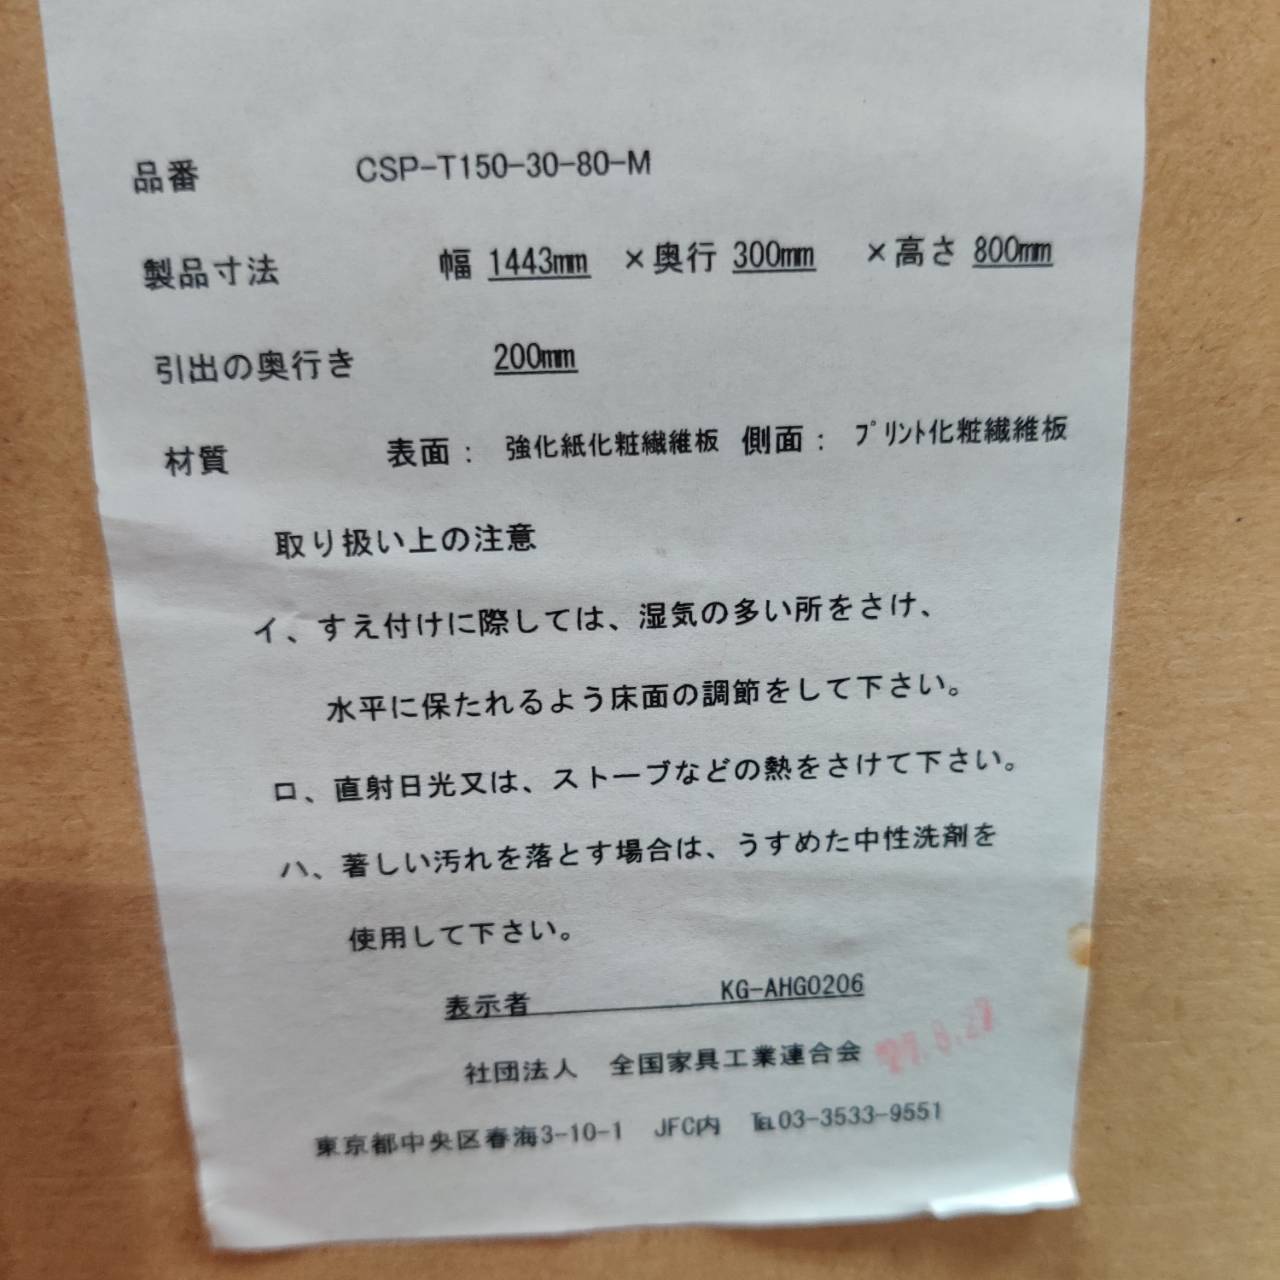 品番 CSP-T150-30-80-M
製品寸法 幅 1443mm ×奥行 300mm ×高さ 800mm
引出の奥行き 200mm
材質 表面： 強化紙化粧繊維板 側面： ﾌﾟﾘﾝﾄ化粧繊維板
取り扱い上の注意
イ、すえ付けに際しては、湿気の多い所をさけ、
水平に保たれるよう床面の調節をして下さい。
ロ、直射日光又は、ストーブなどの熱をさけて下さい。
ハ、著しい汚れを落とす場合は、うすめた中性洗剤を
使用して下さい。
表示者 KG-AHG0206
社団法人 全国家具工業連合会
東京都中央区春海3-10-1 JFC内 ℡03-3533-9551